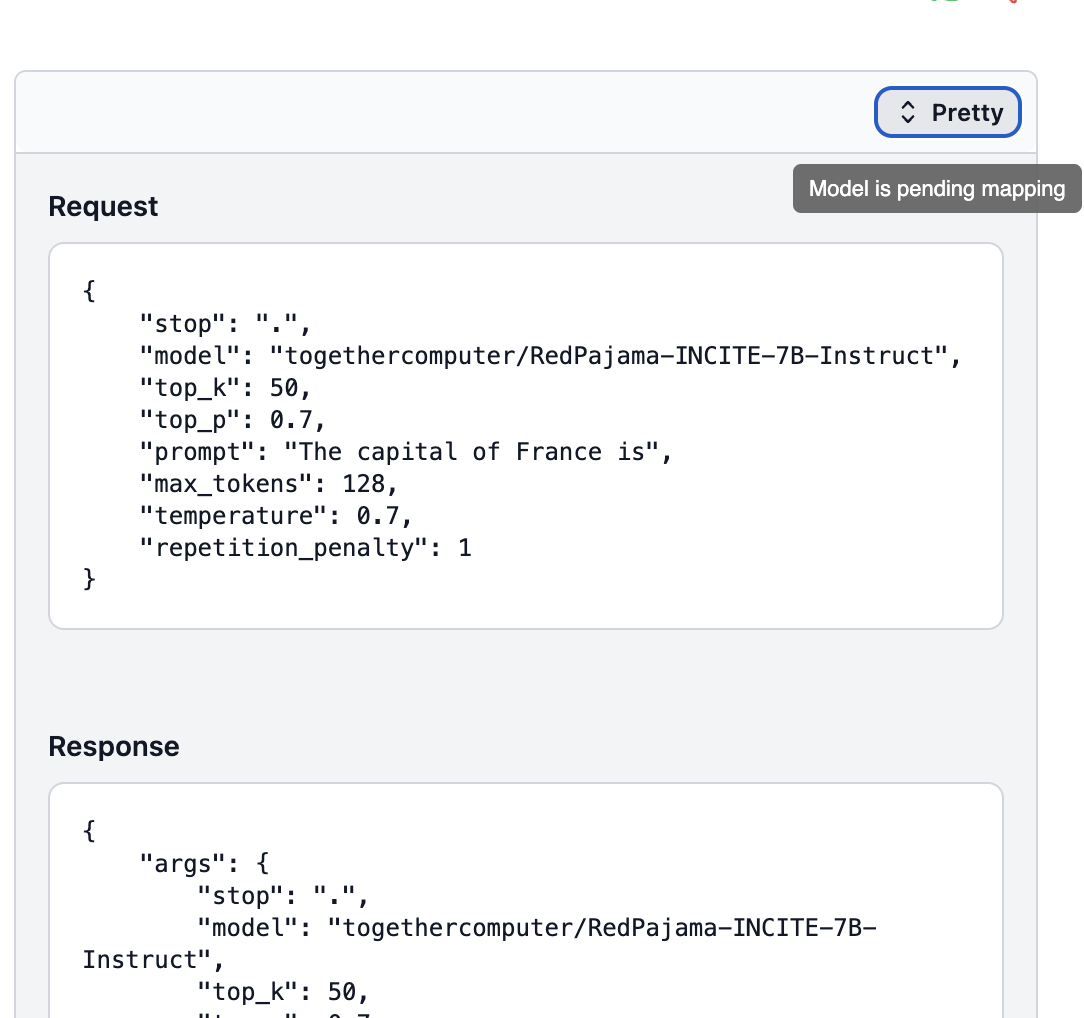 Pretty
Model is pending mapping
Request
{
    "stop": ".",
    "model": "togethercomputer/RedPajama-INCITE-7B-Instruct",
    "top_k": 50,
    "top_p": 0.7,
    "prompt": "The capital of France is",
    "max_tokens": 128,
    "temperature": 0.7,
    "repetition_penalty": 1
}
Response
{
    "args": {
        "stop": ".",
        "model": "togethercomputer/RedPajama-INCITE-7B-
Instruct",
        "top_k": 50,